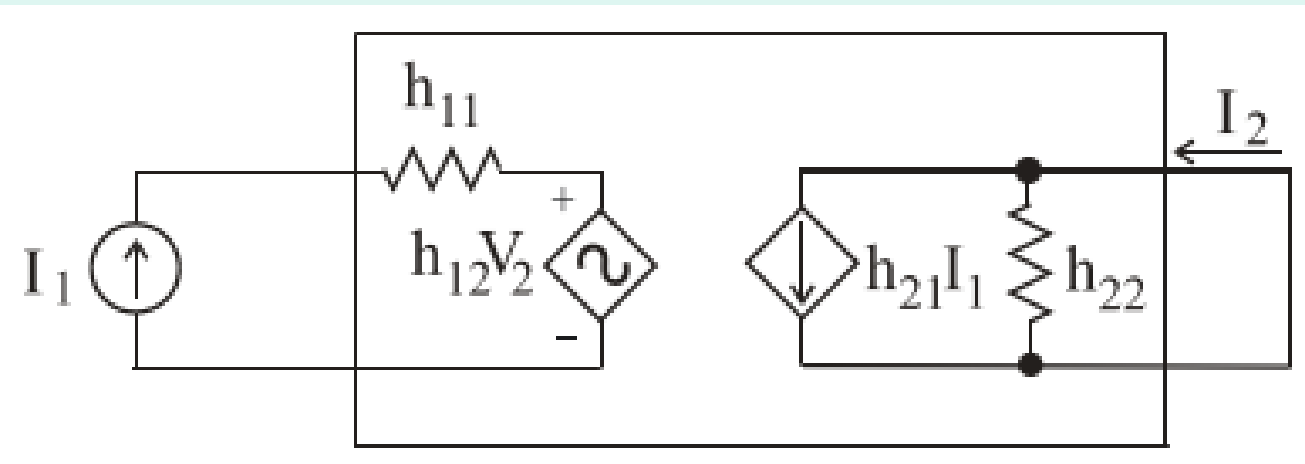 h₁₁
I₂
+
I₁
h₁₂V₂
h₂₁I₁
h₂₂
−